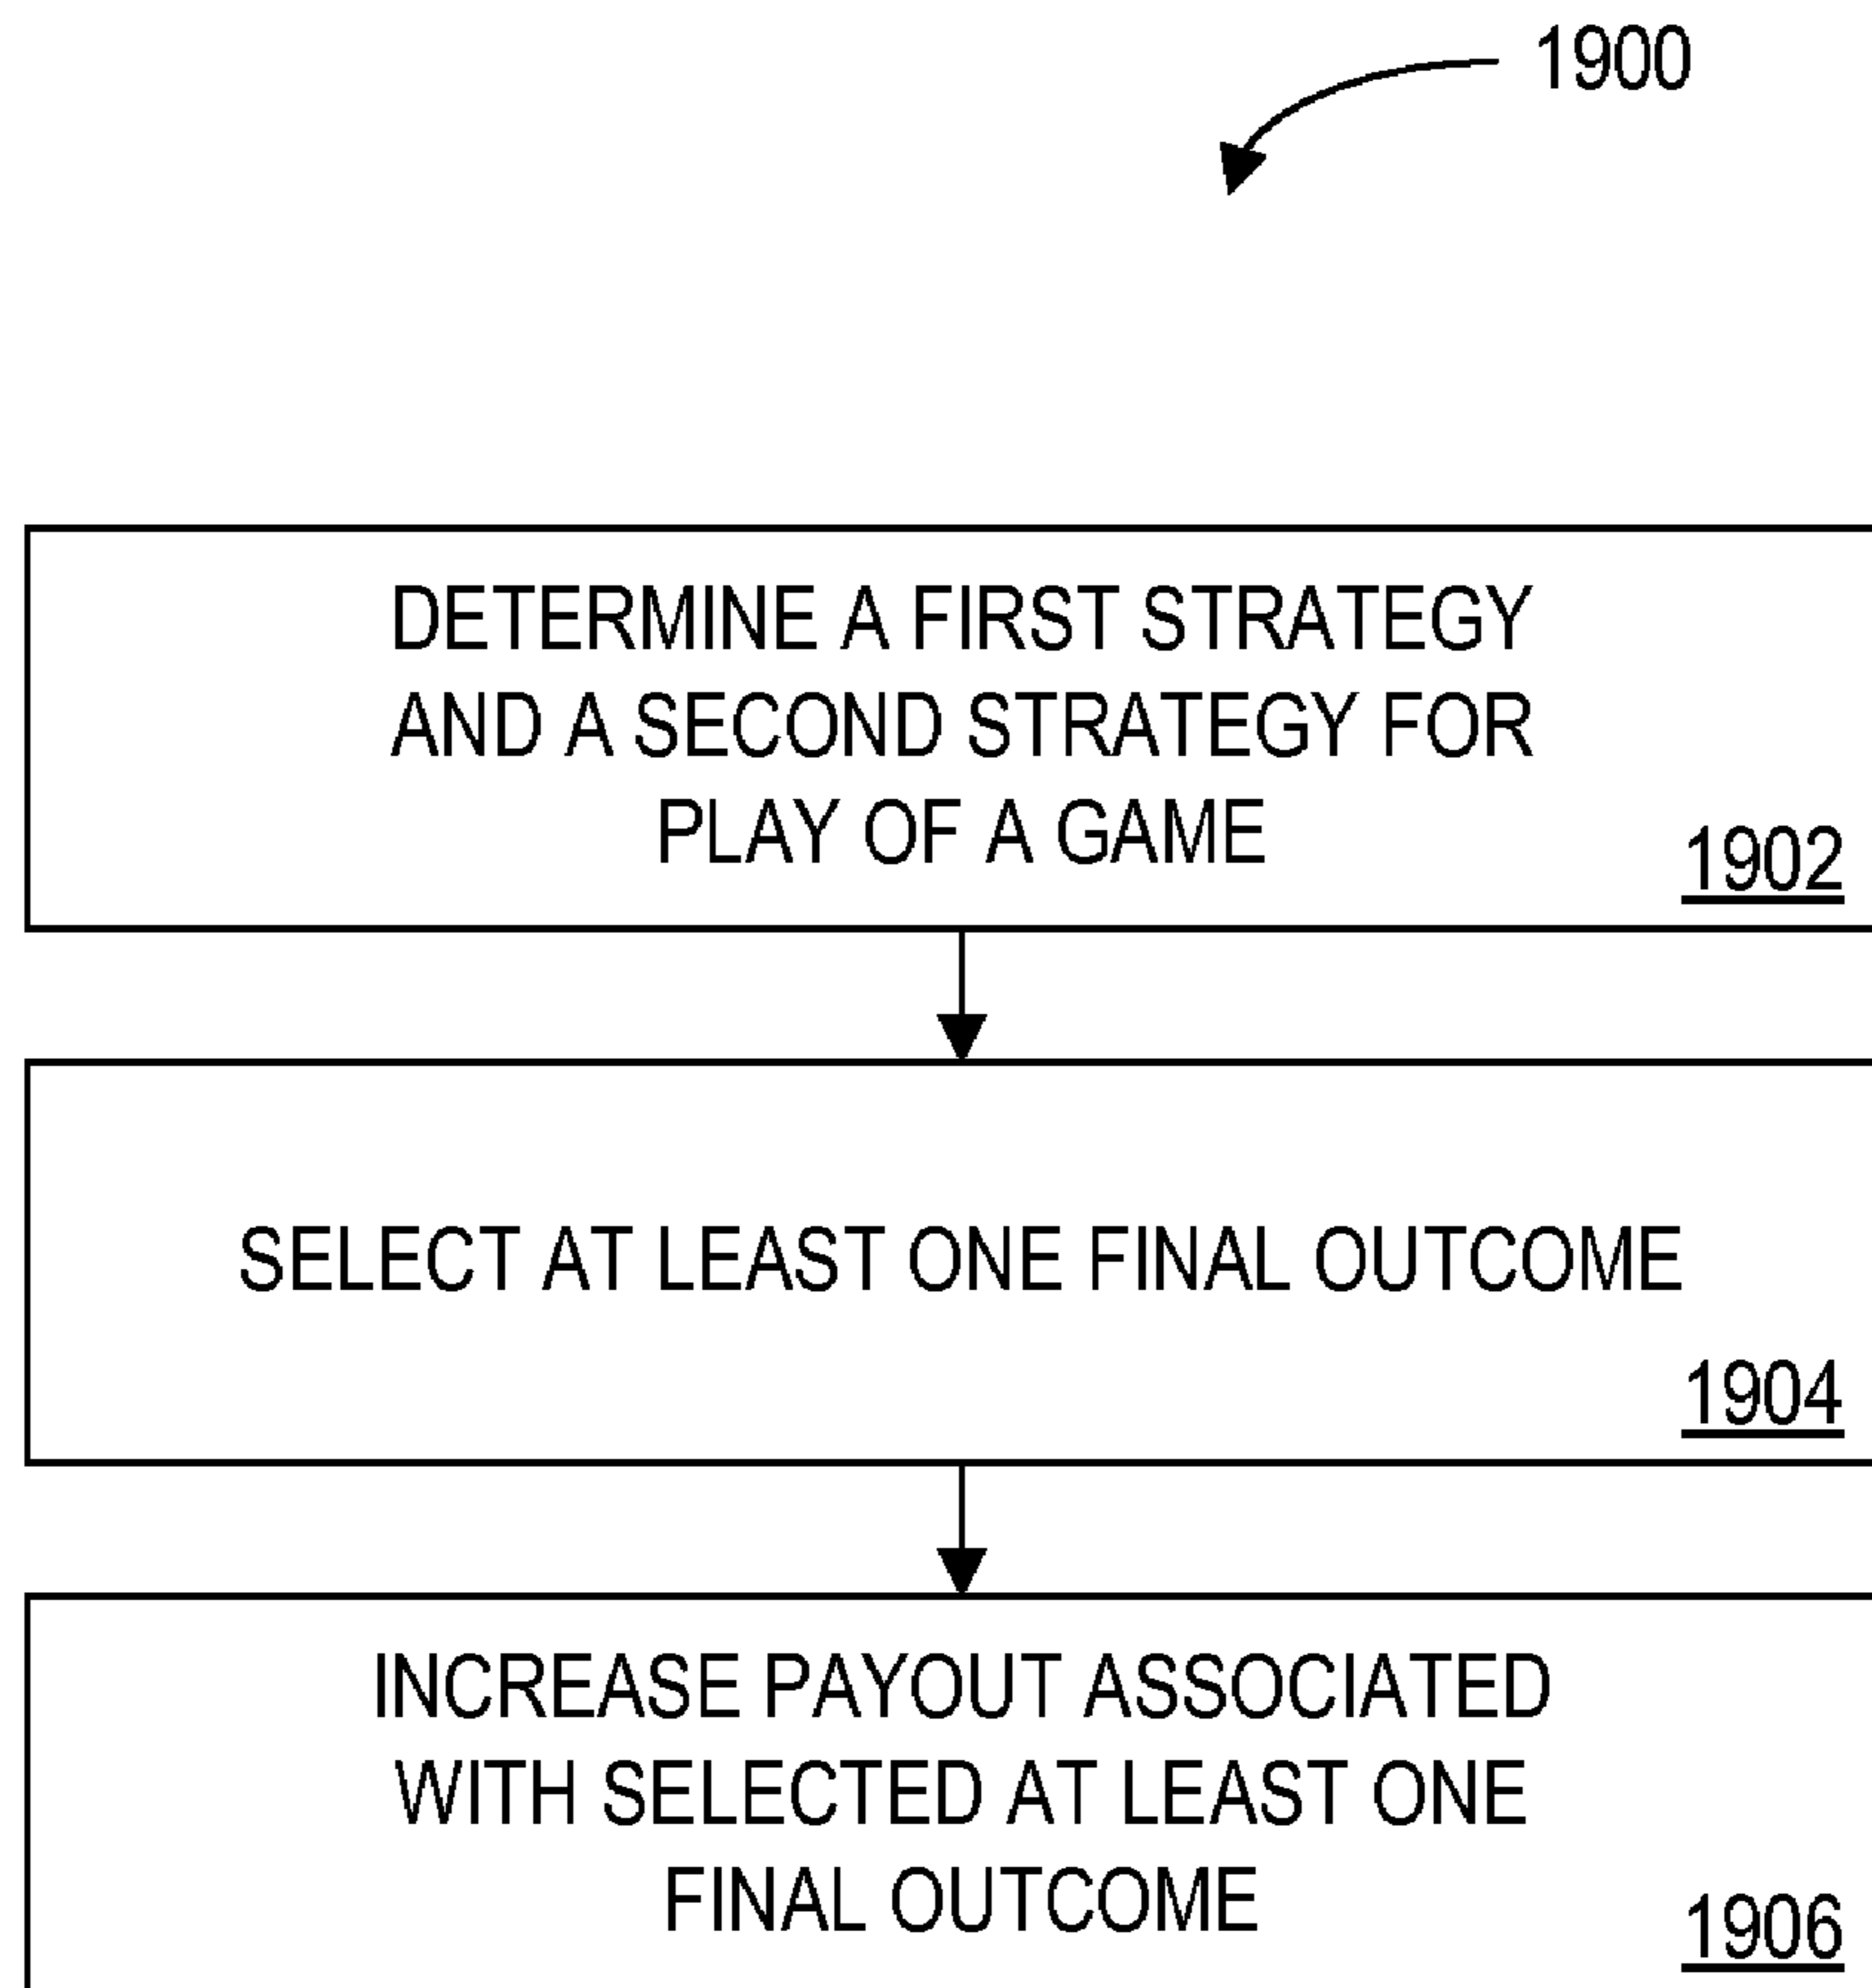 1900
DETERMINE A FIRST STRATEGY
AND A SECOND STRATEGY FOR
PLAY OF A GAME
1902
SELECT AT LEAST ONE FINAL OUTCOME
1904
INCREASE PAYOUT ASSOCIATED
WITH SELECTED AT LEAST ONE
FINAL OUTCOME
1906